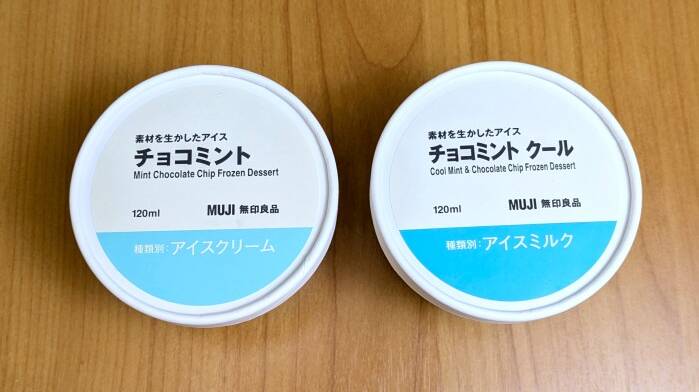 素材を生かしたアイス
チョコミント
Mint Chocolate Chip Frozen Dessert
120ml
MUJI 無印良品
種類別:アイスクリーム
素材を生かしたアイス
チョコミント クール
Cool Mint & Chocolate Chip Frozen Dessert
120ml
MUJI 無印良品
種類別:アイスミルク